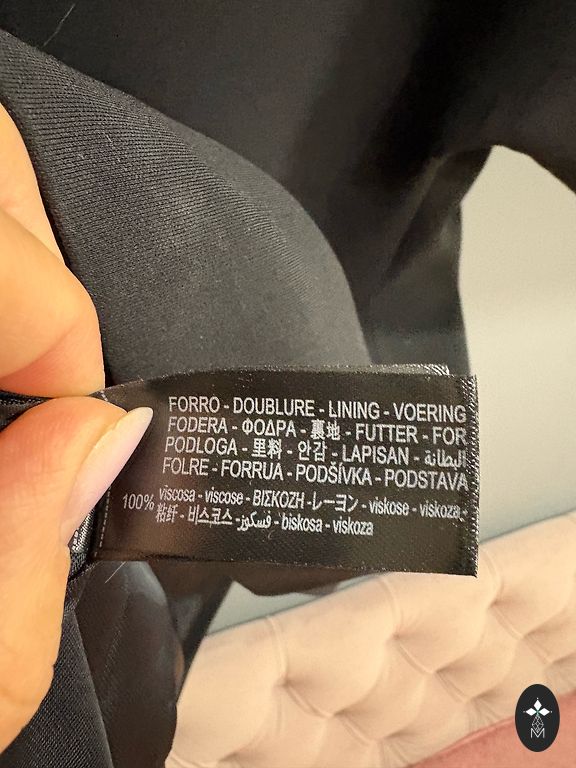 FORRO - DOUBLURE - LINING - VOERING
FODERA - ΦΟΔΡΑ - 裏地 - FUTTER - FOR
PODLOGA - 里料 - 안감 - LAPISAN - البطانة
FOLRE - FORRUA - PODŠÍVKA - PODSTAVA
100% viscosa - viscose - ΒΙΣΚΟΖΗ -レーヨン- viskose - viskoza -
粘纤 - 비스코스 - فسكوز - biskosa - viskoza
M